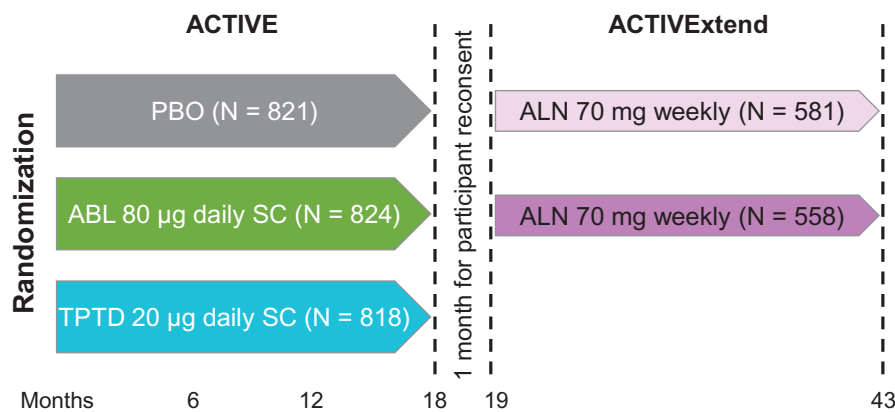 ACTIVE
ACTIVExtend
Randomization
PBO (N = 821)
ABL 80 µg daily SC (N = 824)
TPTD 20 µg daily SC (N = 818)
1 month for participant reconsent
ALN 70 mg weekly (N = 581)
ALN 70 mg weekly (N = 558)
Months 6 12 18 19 43